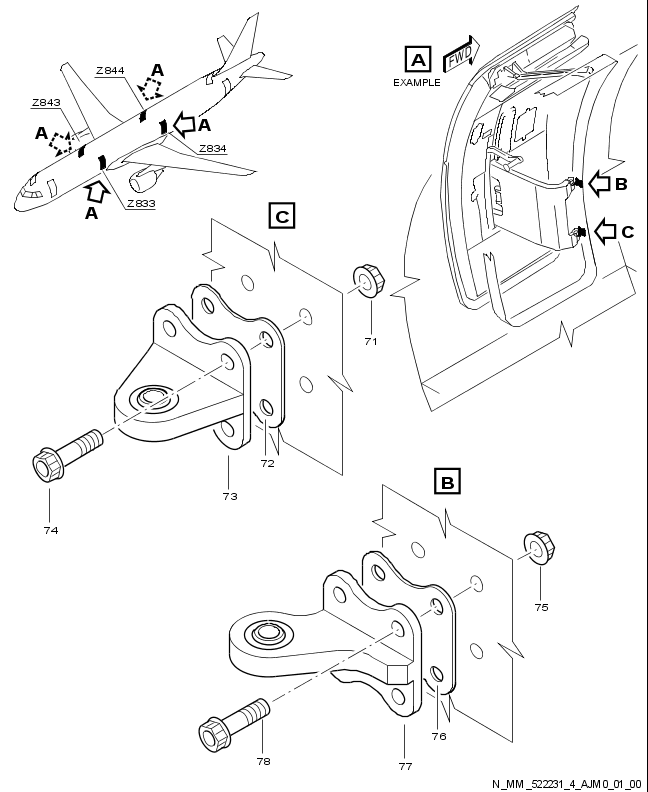 A
Z844
A
FWD
EXAMPLE
Z843
A
A
Z834
A
Z833
B
C
C
71
72
73
74
B
75
76
77
78
N_MM_522231_4_AJM0_01_00